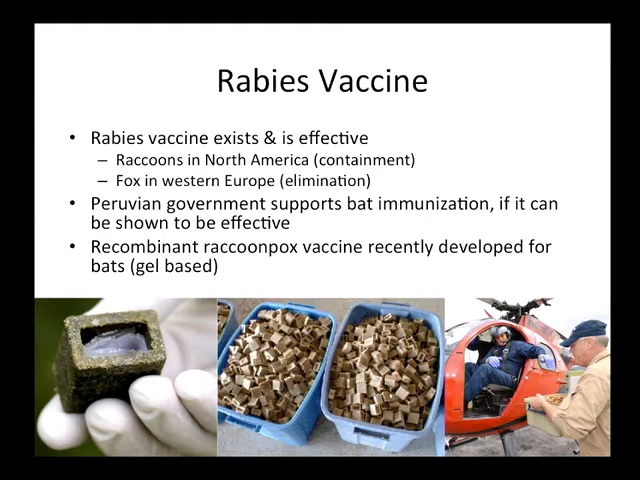 Rabies Vaccine
• Rabies vaccine exists & is effective
– Raccoons in North America (containment)
– Fox in western Europe (elimination)
• Peruvian government supports bat immunization, if it can
be shown to be effective
• Recombinant raccoonpox vaccine recently developed for
bats (gel based)